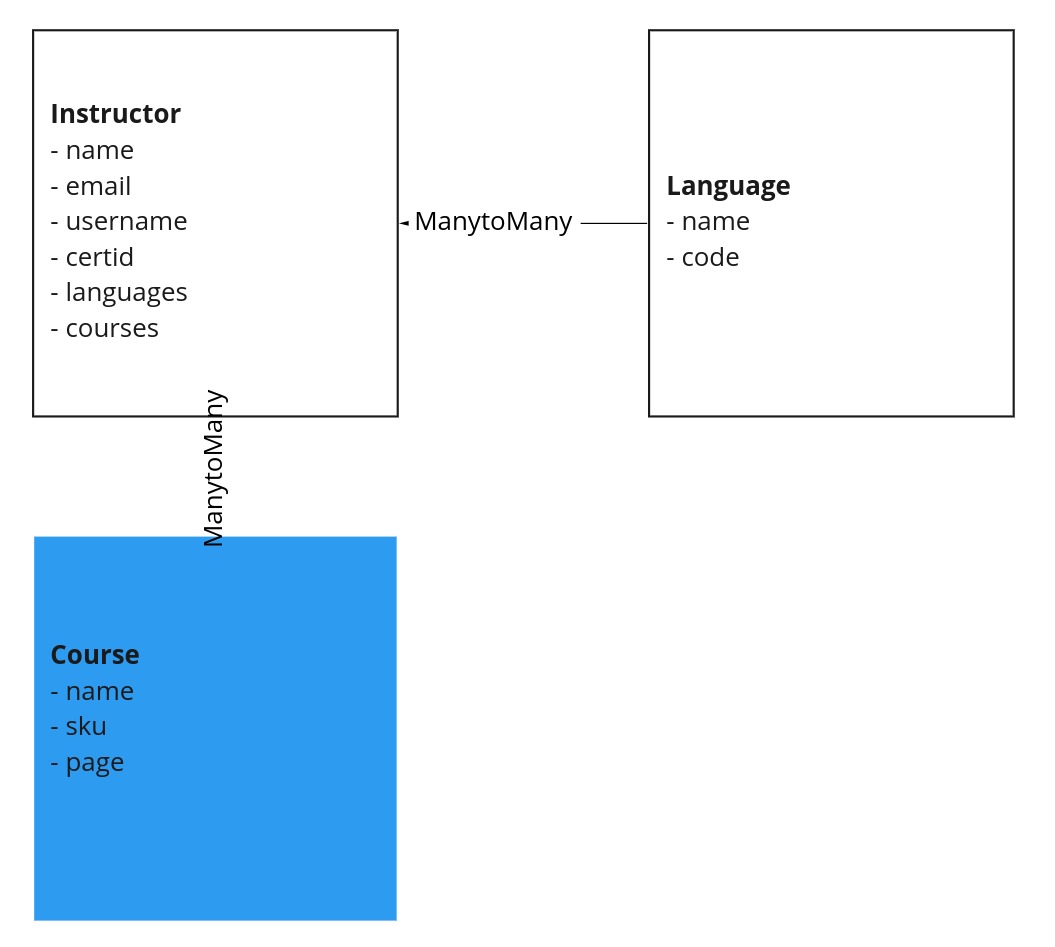 Instructor
- name
- email
- username
- certid
- languages
- courses
ManytoMany
Language
- name
- code
ManytoMany
Course
- name
- sku
- page